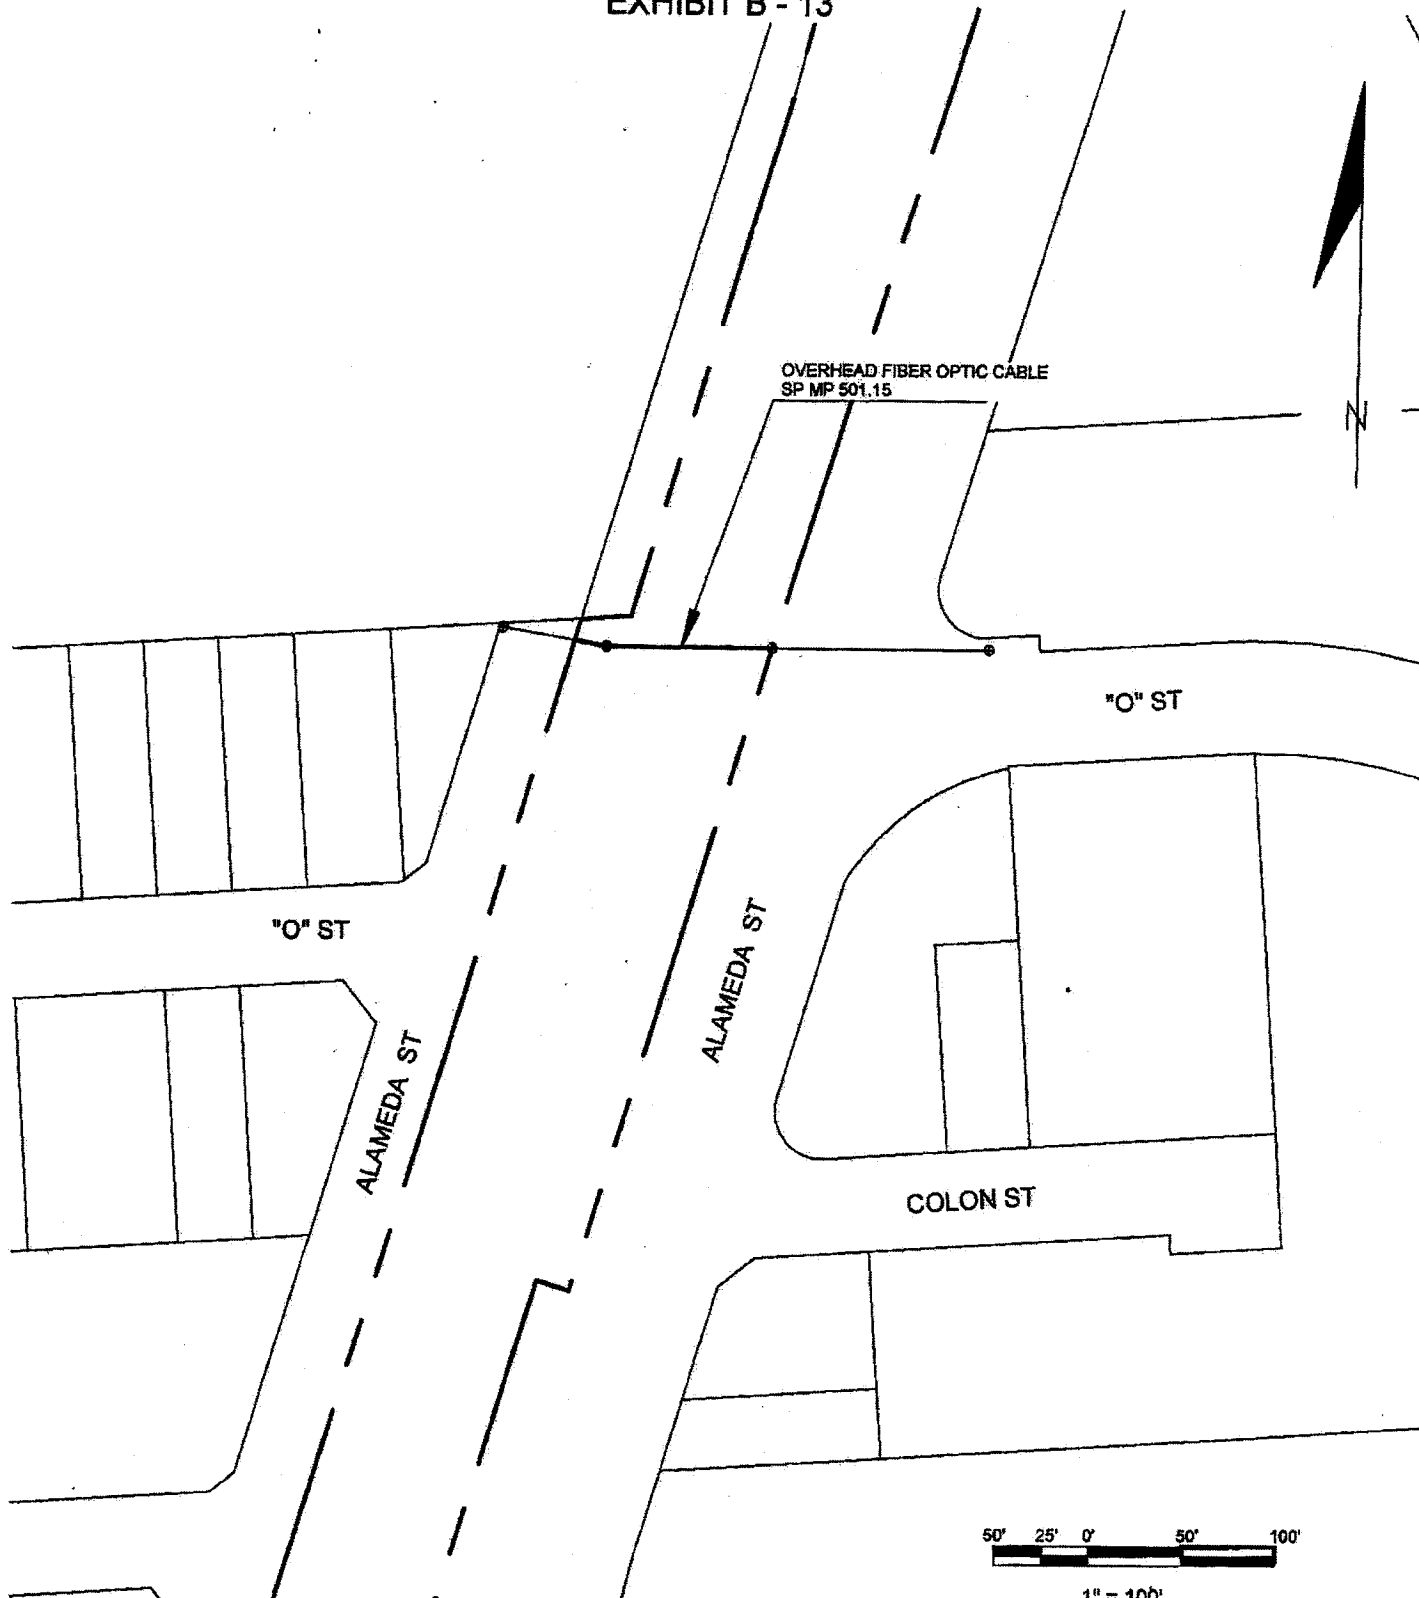 EXHIBIT B - 13
OVERHEAD FIBER OPTIC CABLE
SP MP 501.15
N
"O" ST
"O" ST
ALAMEDA ST
ALAMEDA ST
COLON ST
50' 25' 0' 50' 100'
1" = 100'